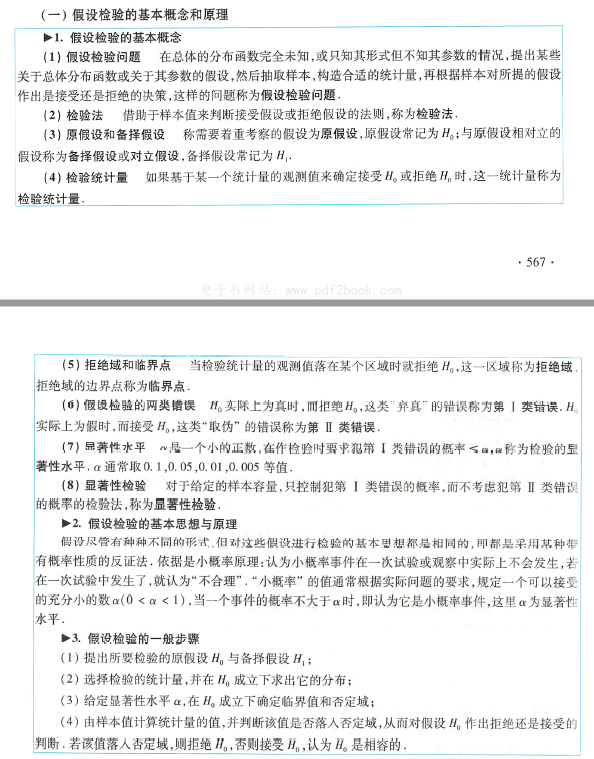 (一) 假设检验的基本概念和原理
▶1. 假设检验的基本概念
(1) 假设检验问题 在总体的分布函数完全未知,或只知其形式但不知其参数的情况,提出某些
关于总体分布函数或关于其参数的假设,然后抽取样本,构造合适的统计量,再根据样本对所提的假设
作出是接受还是拒绝的决策,这样的问题称为假设检验问题.
(2) 检验法 借助于样本值来判断接受假设或拒绝假设的法则,称为检验法.
(3) 原假设和备择假设 称需要着重考察的假设为原假设,原假设常记为 H₀;与原假设相对立的
假设称为备择假设或对立假设,备择假设常记为 H₁.
(4) 检验统计量 如果基于某一个统计量的观测值来确定接受 H₀ 或拒绝 H₀ 时,这一统计量称为
检验统计量.
· 567 ·
电子书网站: www.pdf2book.com
(5) 拒绝域和临界点 当检验统计量的观测值落在某个区域时就拒绝 H₀,这一区域称为拒绝域,
拒绝域的边界点称为临界点.
(6) 假设检验的两类错误 H₀ 实际上为真时,而拒绝 H₀,这类“弃真”的错误称为第 Ⅰ 类错误. H₀
实际上为假时,而接受 H₀,这类“取伪”的错误称为第 Ⅱ 类错误.
(7) 显著性水平 α 是一个小的正数,在作检验时要求犯第 Ⅰ 类错误的概率 ≤α,α 称为检验的显
著性水平. α 通常取 0.1,0.05,0.01,0.005 等值.
(8) 显著性检验 对于给定的样本容量,只控制犯第 Ⅰ 类错误的概率,而不考虑犯第 Ⅱ 类错误
的概率的检验法,称为显著性检验.
▶2. 假设检验的基本思想与原理
假设尽管有种种不同的形式,但对这些假设进行检验的基本思想都是相同的,即都是采用某种带
有概率性质的反证法. 依据是小概率原理:认为小概率事件在一次试验或观察中实际上不会发生,若
在一次试验中发生了,就认为“不合理”. “小概率”的值通常根据实际问题的要求,规定一个可以接受
的充分小的数 α(0 < α < 1),当一个事件的概率不大于 α 时,即认为它是小概率事件,这里 α 为显著性
水平.
▶3. 假设检验的一般步骤
(1) 提出所要检验的原假设 H₀ 与备择假设 H₁;
(2) 选择检验的统计量,并在 H₀ 成立下求出它的分布;
(3) 给定显著性水平 α,在 H₀ 成立下确定临界值和否定域;
(4) 由样本值计算统计量的值,并判断该值是否落入否定域,从而对假设 H₀ 作出拒绝还是接受的
判断. 若该值落入否定域,则拒绝 H₀,否则接受 H₀,认为 H₀ 是相容的.